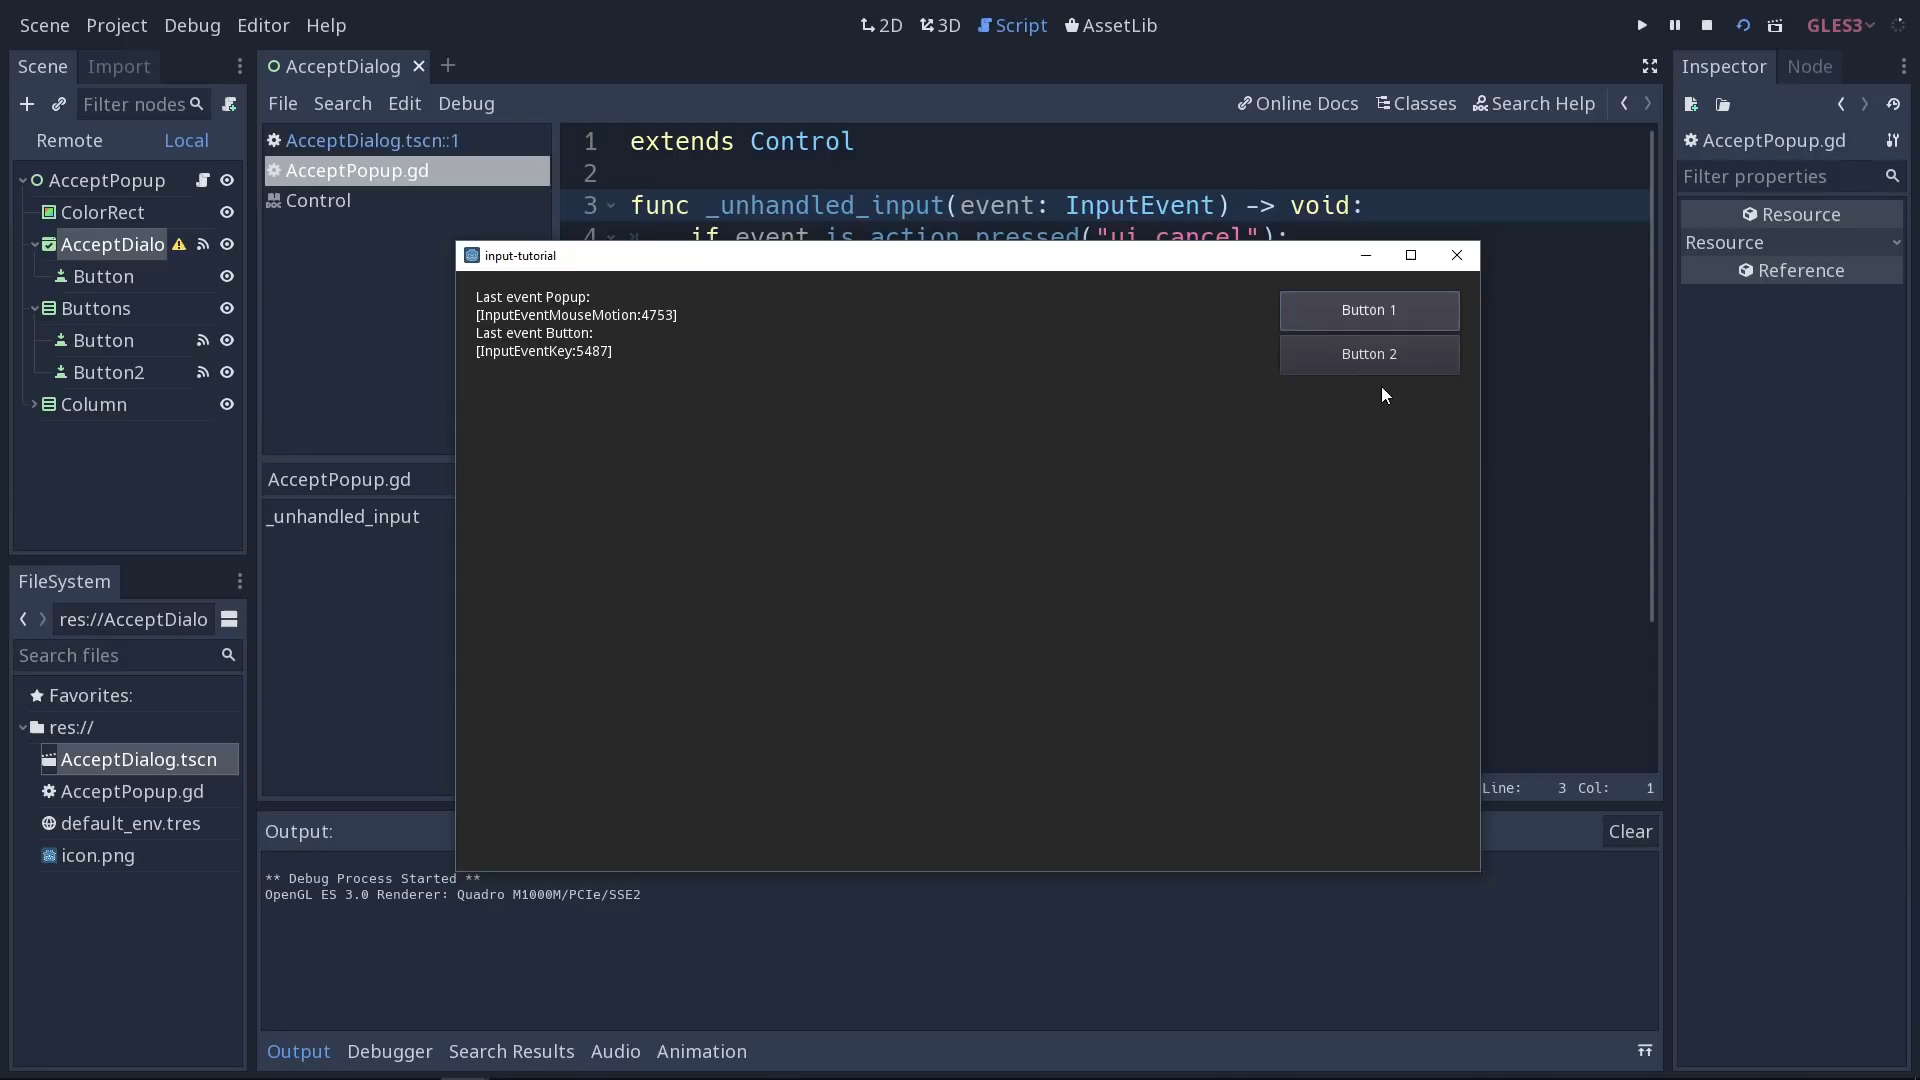 Scene Project Debug Editor Help
2D 3D Script AssetLib
GLES3
Scene Import
Filter nodes
Remote Local
AcceptPopup
ColorRect
AcceptDialo
Button
Buttons
Button
Button2
Column
FileSystem
res://AcceptDialo
Search files
Favorites:
res://
AcceptDialog.tscn
AcceptPopup.gd
default_env.tres
icon.png
AcceptDialog
File Search Edit Debug
Online Docs Classes Search Help
AcceptDialog.tscn::1
AcceptPopup.gd
Control
AcceptPopup.gd
_unhandled_input
1 extends Control
2
3 func _unhandled_input(event: InputEvent) -> void:
4 if event.is_action_pressed("ui_cancel"):
input-tutorial
Last event Popup:
[InputEventMouseMotion:4753]
Last event Button:
[InputEventKey:5487]
Button 1
Button 2
Line: 3 Col: 1
Output:
Clear
** Debug Process Started **
OpenGL ES 3.0 Renderer: Quadro M1000M/PCIe/SSE2
Output Debugger Search Results Audio Animation
Inspector Node
AcceptPopup.gd
Filter properties
Resource
Resource
Reference